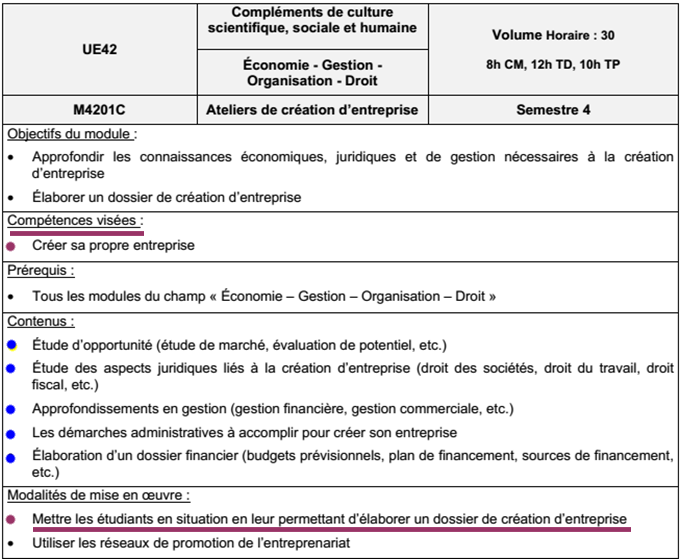 UE42
Compléments de culture
scientifique, sociale et humaine
Économie - Gestion -
Organisation - Droit
Volume Horaire : 30
8h CM, 12h TD, 10h TP
M4201C
Ateliers de création d'entreprise
Semestre 4
Objectifs du module :
• Approfondir les connaissances économiques, juridiques et de gestion nécessaires à la création
d'entreprise
• Élaborer un dossier de création d'entreprise
Compétences visées :
• Créer sa propre entreprise
Prérequis :
• Tous les modules du champ « Économie – Gestion – Organisation – Droit »
Contenus :
• Étude d'opportunité (étude de marché, évaluation de potentiel, etc.)
• Étude des aspects juridiques liés à la création d'entreprise (droit des sociétés, droit du travail, droit
fiscal, etc.)
• Approfondissements en gestion (gestion financière, gestion commerciale, etc.)
• Les démarches administratives à accomplir pour créer son entreprise
• Élaboration d'un dossier financier (budgets prévisionnels, plan de financement, sources de financement,
etc.)
Modalités de mise en œuvre :
• Mettre les étudiants en situation en leur permettant d'élaborer un dossier de création d'entreprise
• Utiliser les réseaux de promotion de l'entreprenariat